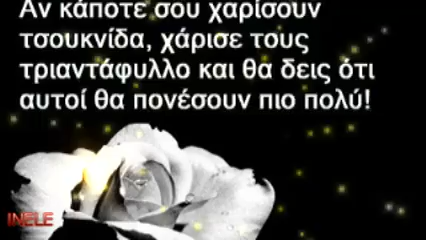 Αν κάποτε σου χαρίσουν
τσουκνίδα, χάρισε τους
τριαντάφυλλο και θα δεις ότι
αυτοί θα πονέσουν πιο πολύ!
INELE